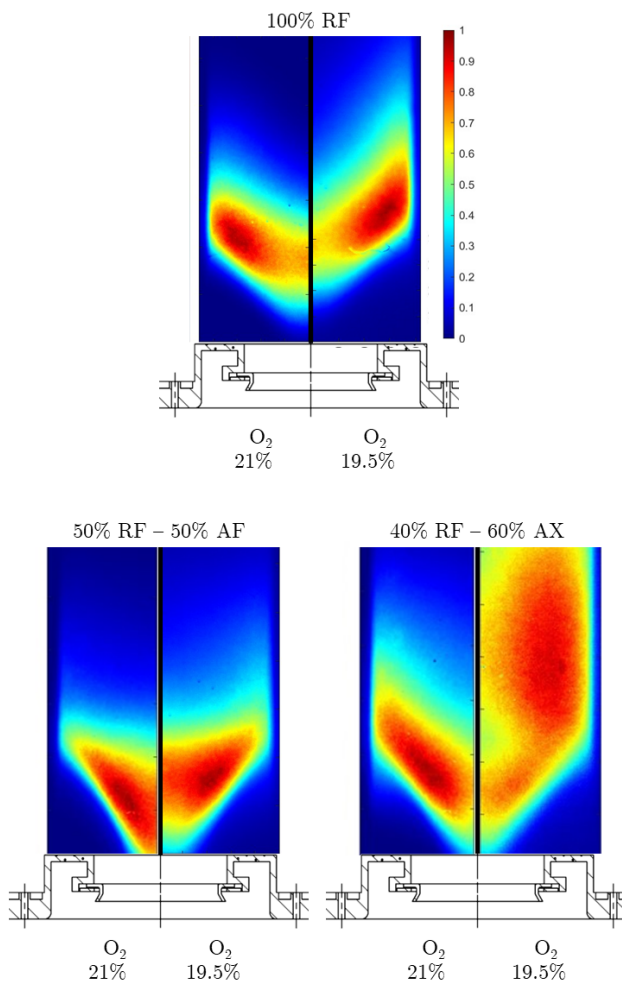 100% RF
1
0.9
0.8
0.7
0.6
0.5
0.4
0.3
0.2
0.1
0
O₂ O₂
21% 19.5%
50% RF – 50% AF 40% RF – 60% AX
O₂ O₂ O₂ O₂
21% 19.5% 21% 19.5%